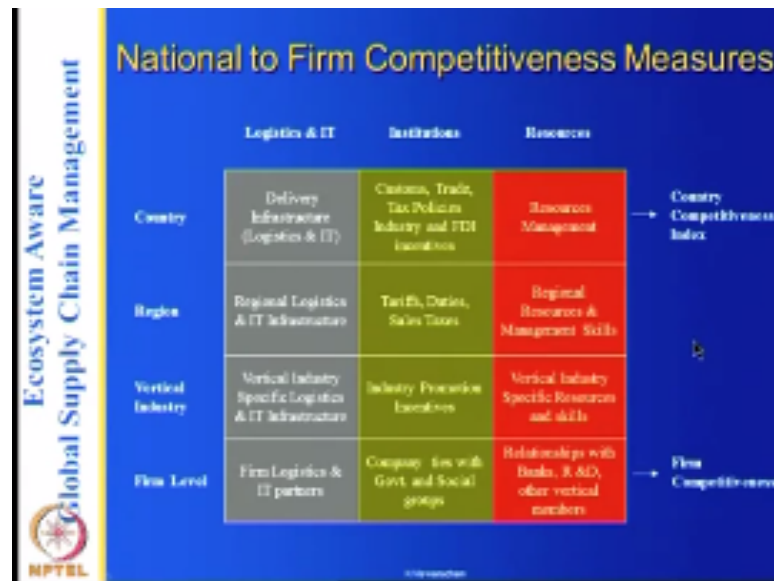 National to Firm Competitiveness Measures
Ecosystem Aware
Global Supply Chain Management
Logistics & IT
Institutions
Resources
Country
Delivery
Infrastructure
(Logistics & IT)
Customs, Trade,
Tax Policies
Industry and FDI
incentives
Resources
Management
Country
Competitiveness
Index
Region
Regional Logistics
& IT Infrastructure
Tariffs, Duties,
Sales Taxes
Regional
Resources &
Management Skills
Vertical
Industry
Vertical Industry
Specific Logistics
& IT Infrastructure
Industry Promotion
Incentives
Vertical Industry
Specific Resources
and skills
Firm Level
Firm Logistics &
IT partners
Company ties with
Govt. and Social
groups
Relationships with
Banks, R &D,
other vertical
members
Firm
Competitiveness
NPTEL